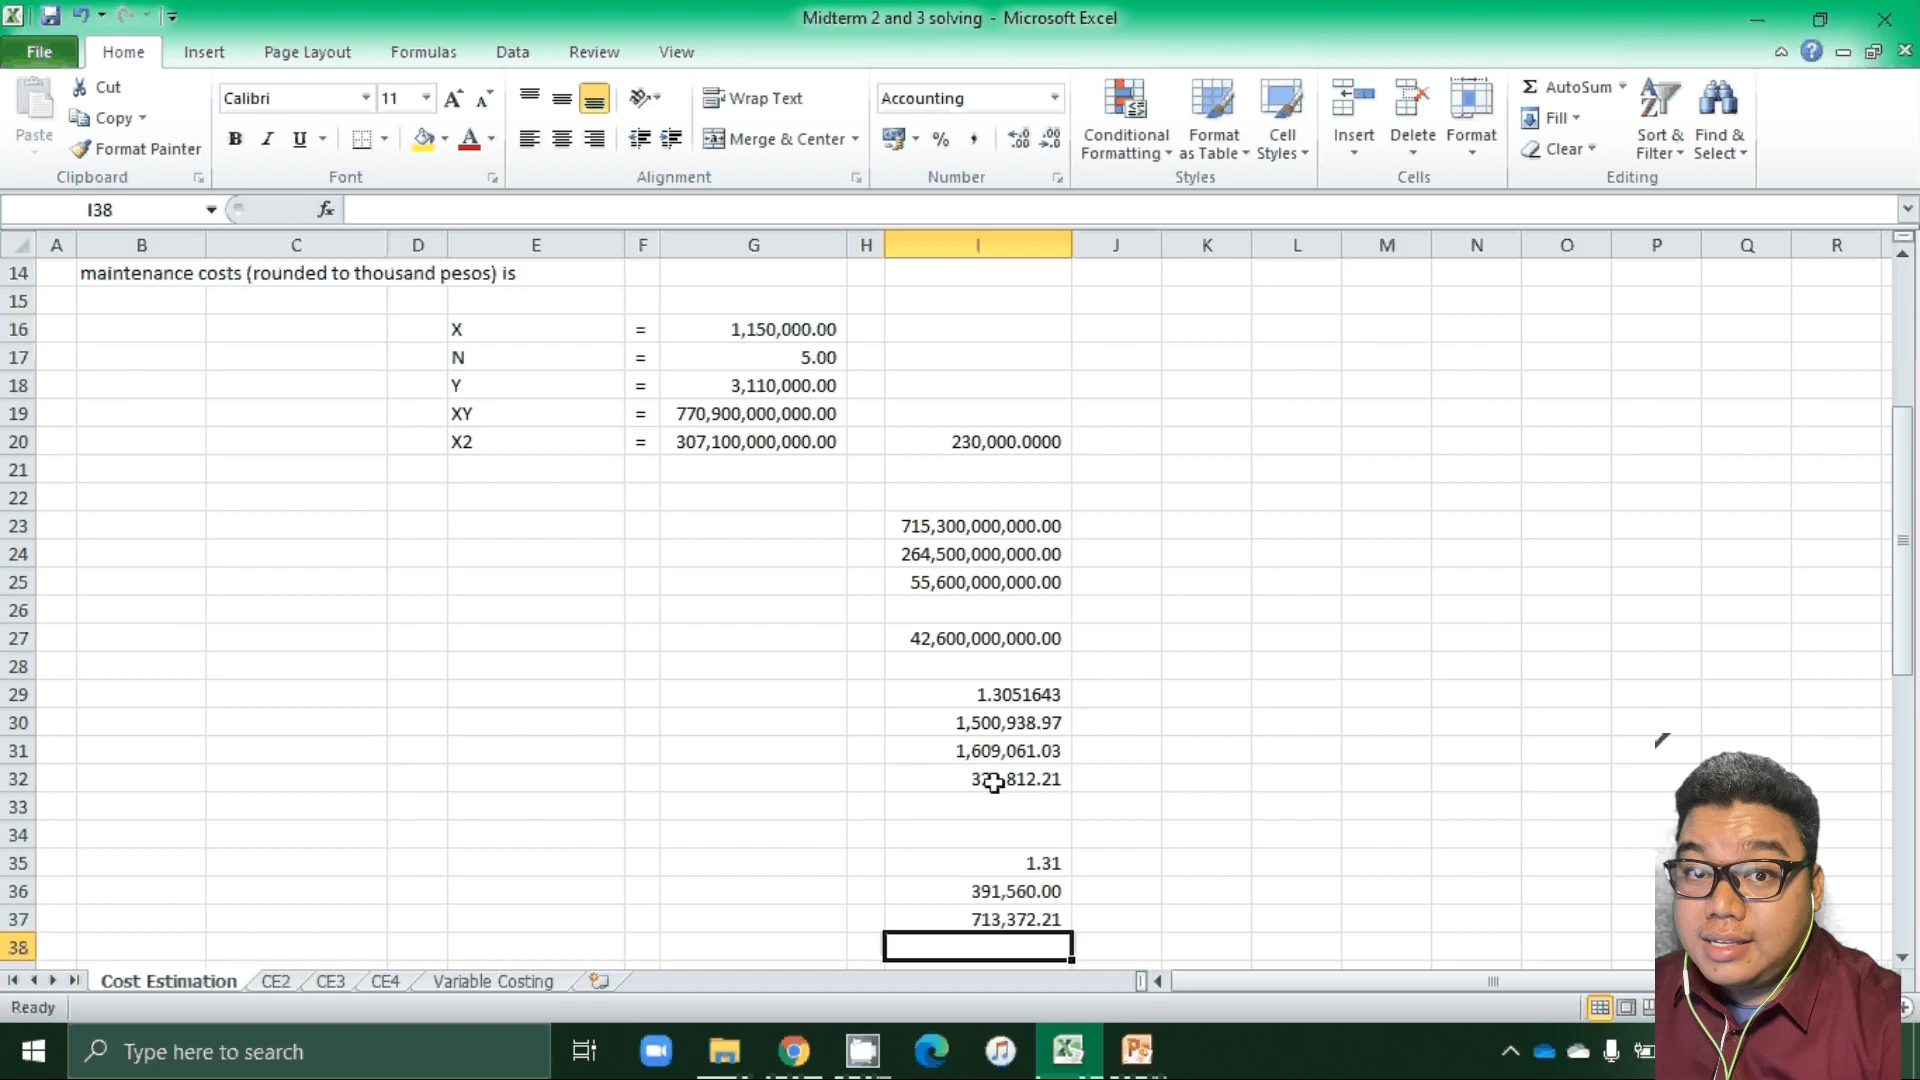 Midterm 2 and 3 solving - Microsoft Excel
File Home Insert Page Layout Formulas Data Review View
Cut
Copy
Paste
Format Painter
Clipboard
Calibri 11
B I U
Font
Wrap Text
Merge & Center
Alignment
Accounting
Number
Conditional Formatting
Format as Table
Cell Styles
Styles
Insert Delete Format
Cells
Σ AutoSum
Fill
Clear
Sort & Filter
Find & Select
Editing
I38 fx
A B C D E F G H I J K L M N O P Q R
14 maintenance costs (rounded to thousand pesos) is
15
16 X = 1,150,000.00
17 N = 5.00
18 Y = 3,110,000.00
19 XY = 770,900,000,000.00
20 X2 = 307,100,000,000.00 230,000.0000
21
22
23 715,300,000,000.00
24 264,500,000,000.00
25 55,600,000,000.00
26
27 42,600,000,000.00
28
29 1.3051643
30 1,500,938.97
31 1,609,061.03
32 812.21
33
34
35 1.31
36 391,560.00
37 713,372.21
38
Cost Estimation CE2 CE3 CE4 Variable Costing
Ready
Type here to search